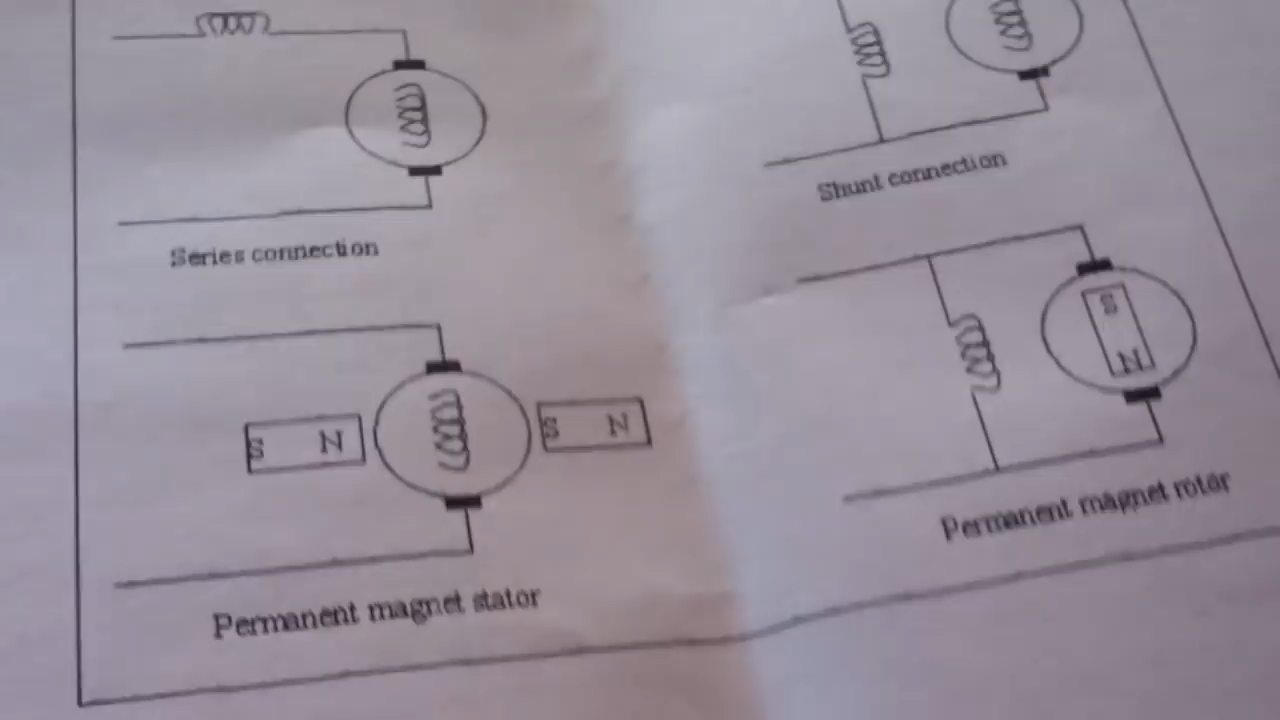 Series connection
Shunt connection
S N
S N
Permanent magnet stator
S
N
Permanent magnet rotor